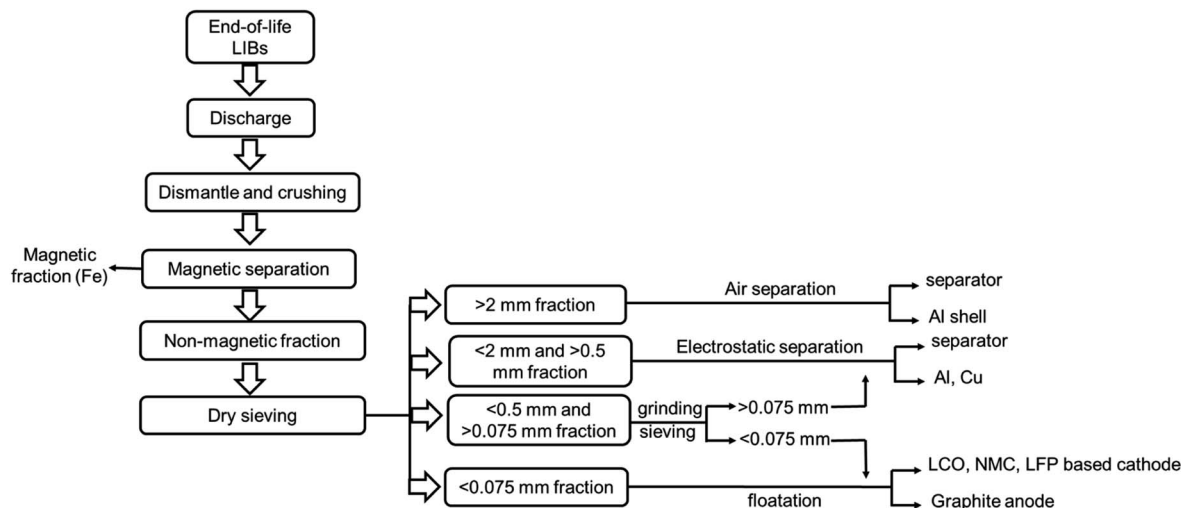 End-of-life
LIBs
Discharge
Dismantle and crushing
Magnetic
fraction (Fe)
Magnetic separation
Non-magnetic fraction
Dry sieving
>2 mm fraction
Air separation
separator
Al shell
<2 mm and >0.5
mm fraction
Electrostatic separation
separator
Al, Cu
<0.5 mm and
>0.075 mm fraction
grinding
sieving
>0.075 mm
<0.075 mm
<0.075 mm fraction
floatation
LCO, NMC, LFP based cathode
Graphite anode